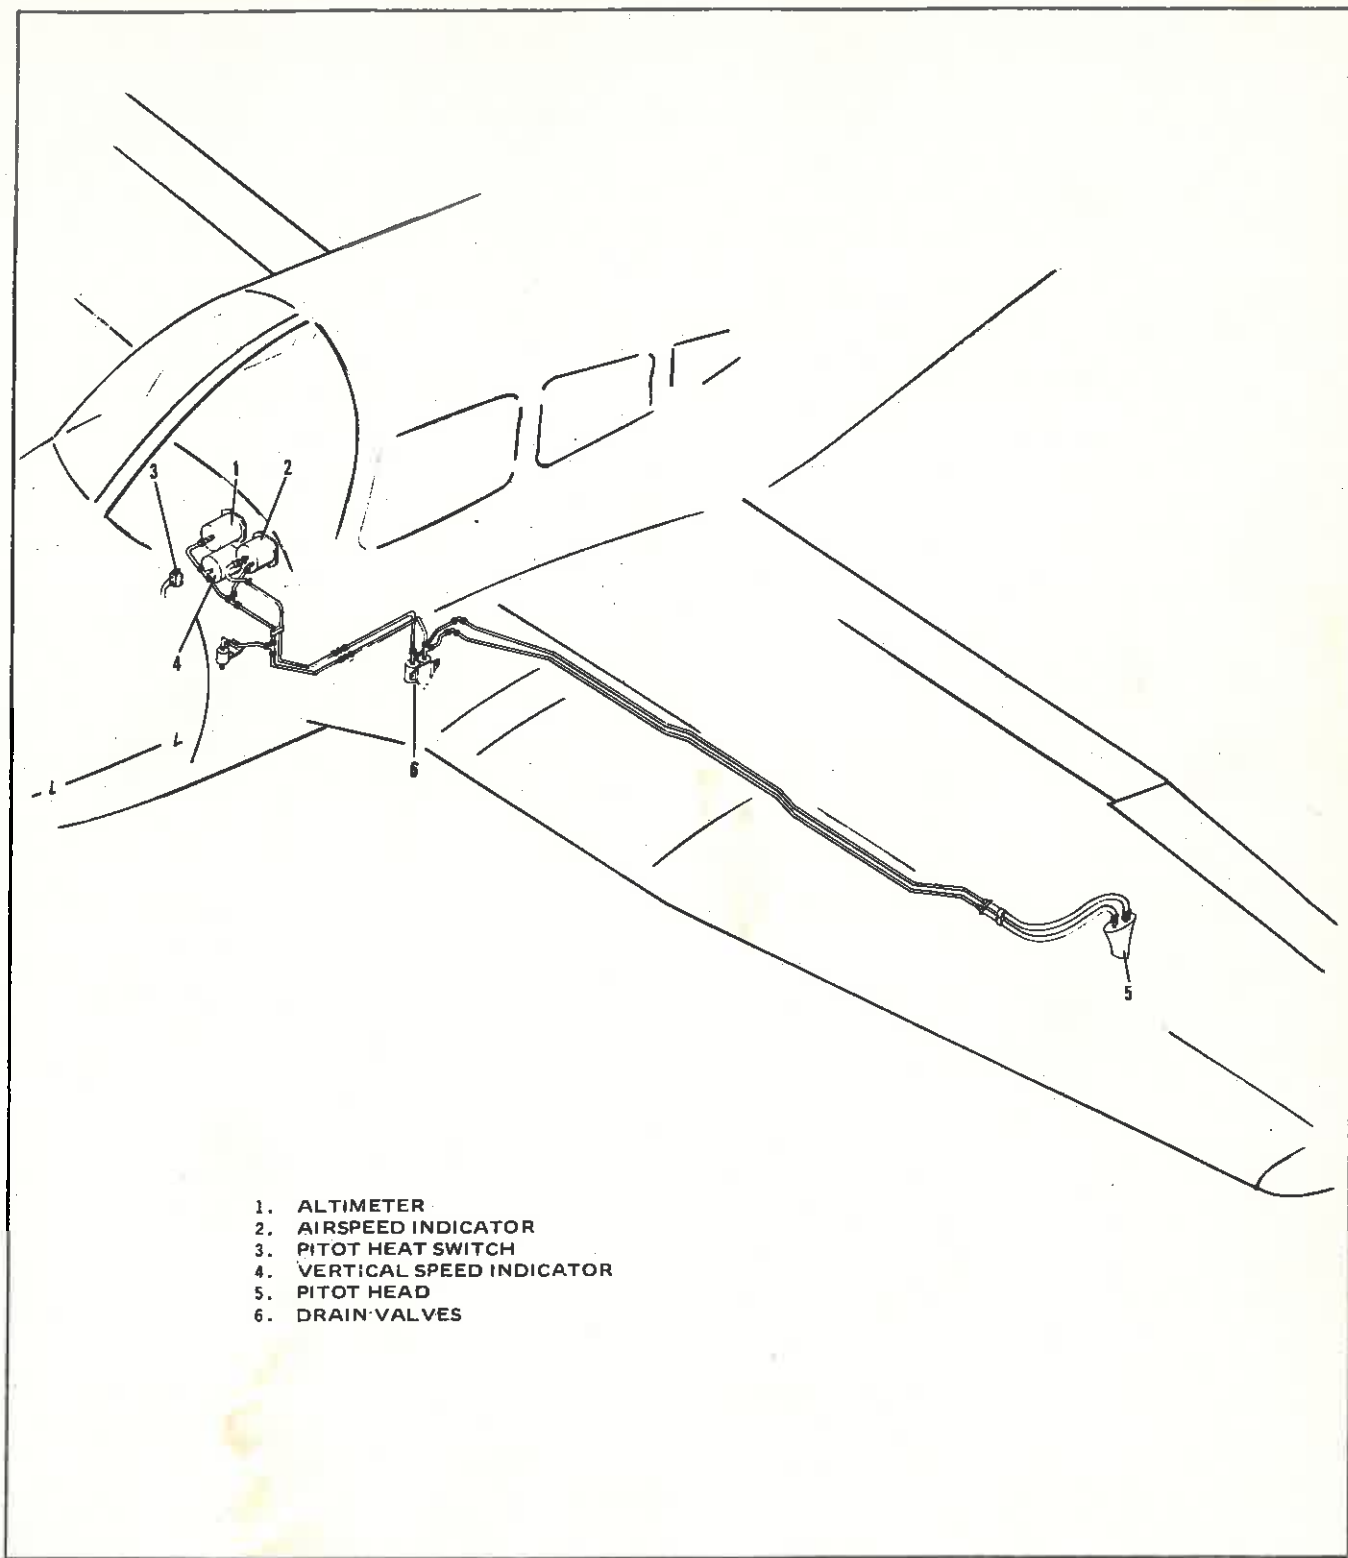 3
1
2
4
6
5
1. ALTIMETER
2. AIRSPEED INDICATOR
3. PITOT HEAT SWITCH
4. VERTICAL SPEED INDICATOR
5. PITOT HEAD
6. DRAIN VALVES